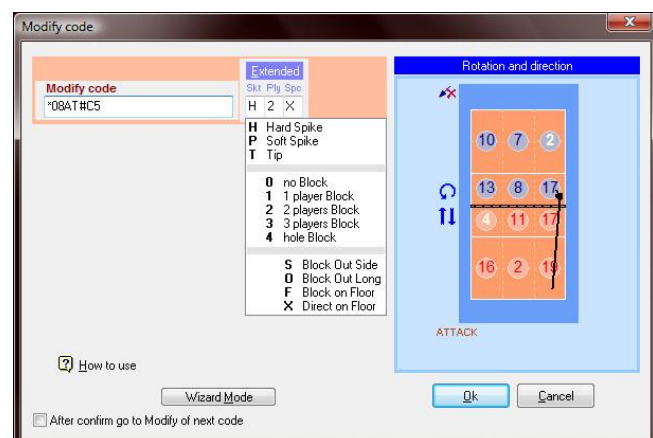 Modify code
Extended
Modify code
Skt Ply Spc
*08AT#C5
H 2 X
H Hard Spike
P Soft Spike
T Tip
0 no Block
1 1 player Block
2 2 players Block
3 3 players Block
4 hole Block
S Block Out Side
O Block Out Long
F Block on Floor
X Direct on Floor
How to use
Wizard Mode
After confirm go to Modify of next code
Rotation and direction
10 7 2
13 8 17
4 11 17
16 2 19
ATTACK
Ok
Cancel